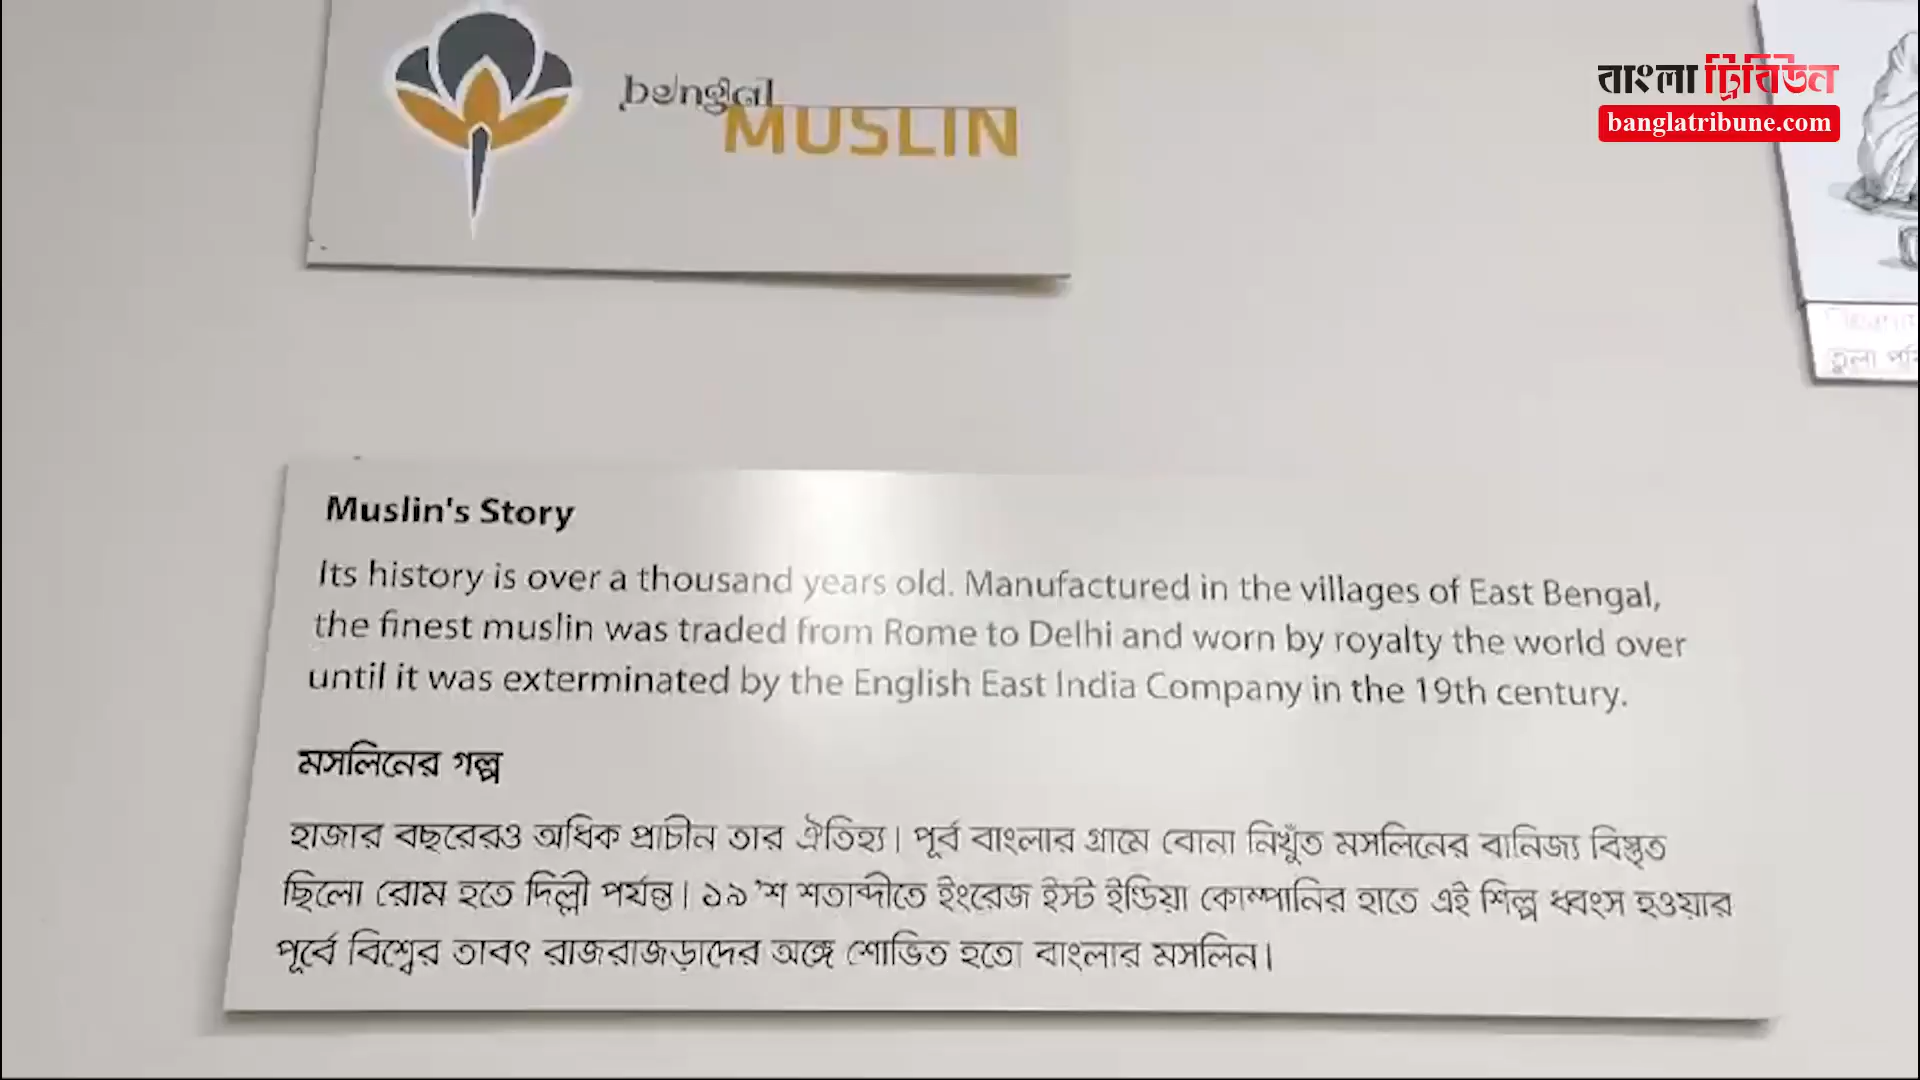 bengal
MUSLIN
বাংলা ট্রিবিউন
banglatribune.com
তুলা
Muslin's Story
Its history is over a thousand years old. Manufactured in the villages of East Bengal,
the finest muslin was traded from Rome to Delhi and worn by royalty the world over
until it was exterminated by the English East India Company in the 19th century.
মসলিনের গল্প
হাজার বছরেরও অধিক প্রাচীন তার ঐতিহ্য। পূর্ব বাংলার গ্রামে বোনা নিখুঁত মসলিনের বানিজ্য বিস্তৃত
ছিলো রোম হতে দিল্লী পর্যন্ত। ১৯'শ শতাব্দীতে ইংরেজ ইস্ট ইন্ডিয়া কোম্পানির হাতে এই শিল্প ধ্বংস হওয়ার
পূর্বে বিশ্বের তাবৎ রাজরাজড়াদের অঙ্গে শোভিত হতো বাংলার মসলিন।